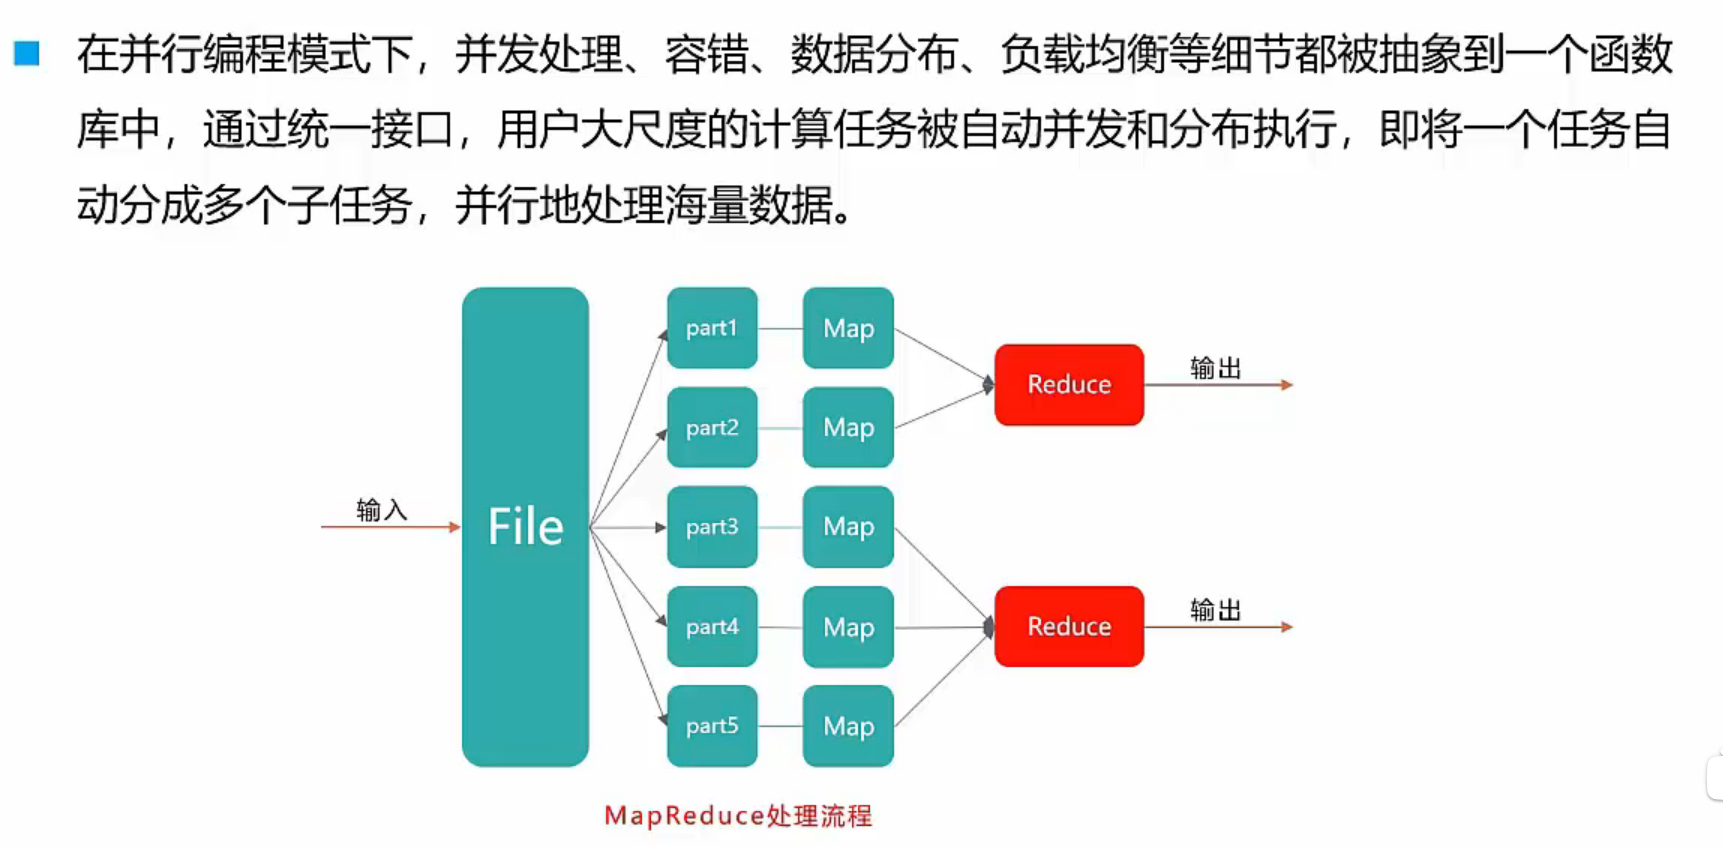 在并行编程模式下，并发处理、容错、数据分布、负载均衡等细节都被抽象到一个函数
库中，通过统一接口，用户大尺度的计算任务被自动并发和分布执行，即将一个任务自
动分成多个子任务，并行地处理海量数据。
part1
Map
Reduce
输出
part2
Map
输入
File
part3
Map
part4
Map
Reduce
输出
part5
Map
MapReduce处理流程